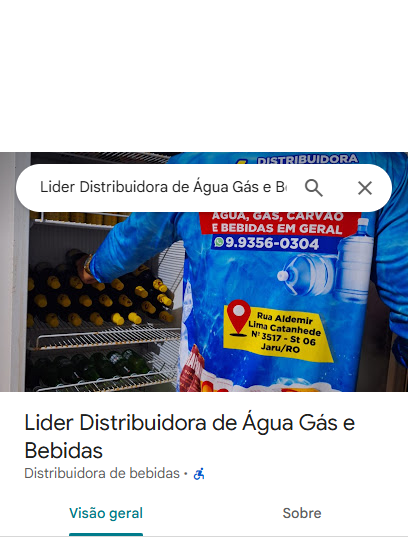 DISTRIBUIDORA
Lider Distribuidora de Água Gás e Be
ÁGUA, GÁS, CARVÃO
E BEBIDAS EM GERAL
9.9356-0304
Rua Aldemir
Lima Catanhede
Nº 3517 - St 06
Jaru/RO
Lider Distribuidora de Água Gás e
Bebidas
Distribuidora de bebidas •
Visão geral
Sobre